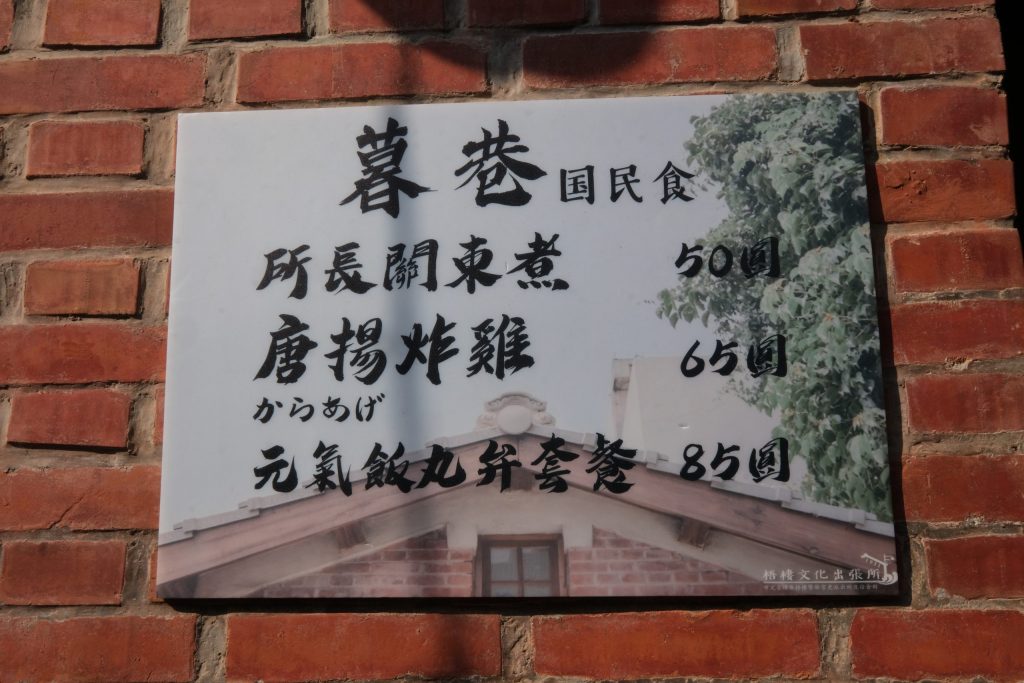 暮巷 国民食
所長關東煮 50圓
唐揚炸雞 65圓
からあげ
元氣飯丸弁套餐 85圓
梧棲文化出張所